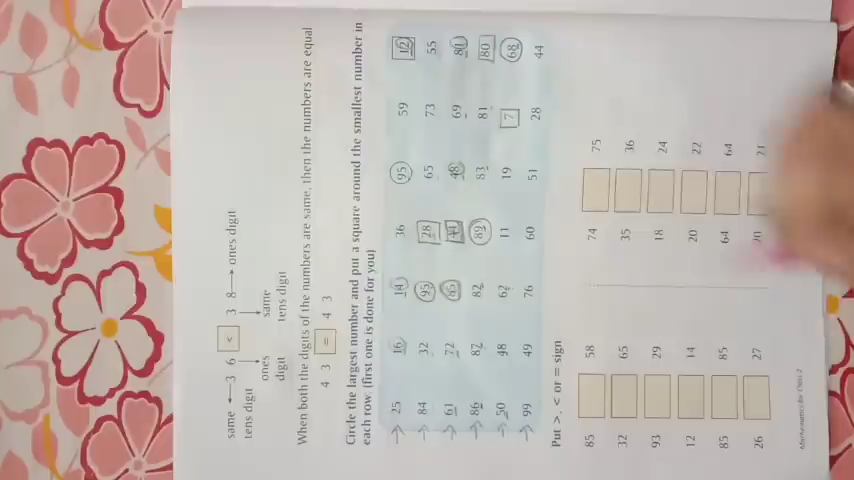 same ← 3 6 < 3 8 → ones digit
tens digit ones same
digit tens digit
When both the digits of the numbers are same, then the numbers are equal
4 3 = 4 3
Circle the largest number and put a square around the smallest number in
each row. (first one is done for you)
25 16 14 36 95 59 12
84 32 95 28 65 73 55
61 72 85 41 48 69 81
86 87 82 89 83 81 80
50 48 62 11 19 7 68
99 49 76 60 51 28 44
Put >, < or = sign
85 58 74 75
32 65 35 36
93 29 18 24
12 14 20 22
85 85 64 64
26 27 20 21
Mathematics for Class 2